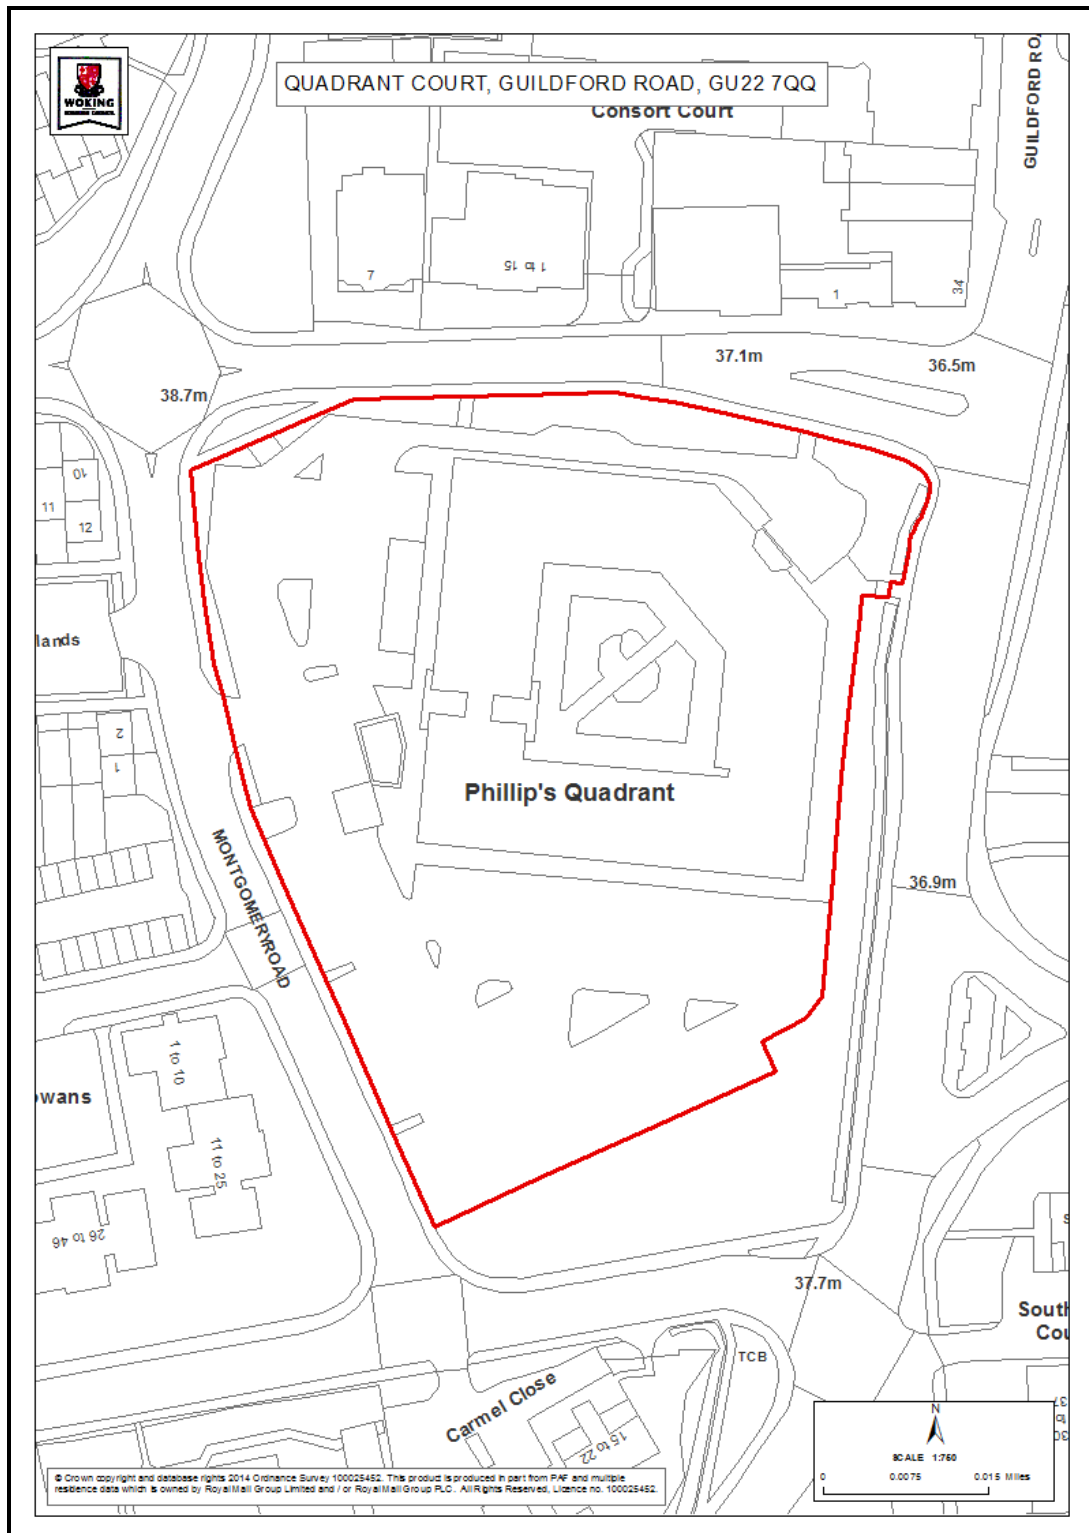 WOKING
BOROUGH COUNCIL
QUADRANT COURT, GUILDFORD ROAD, GU22 7QQ
Consort Court
GUILDFORD RO
7
1 to 15
1
34
37.1m
36.5m
38.7m
10
11
12
lands
2
1
Phillip's Quadrant
MONTGOMERY ROAD
36.9m
1 to 10
wans
11 to 25
26 to 46
37.7m
South
Cou
TCB
Carmel Close
15 to 22
37
to
30
N
SCALE 1:750
0 0.0075 0.015 Miles
© Crown copyright and database rights 2014 Ordnance Survey 100025452. This product is produced in part from PAF and multiple
residence data which is owned by Royal Mail Group Limited and / or Royal Mail Group PLC. All Rights Reserved, Licence no. 100025452.